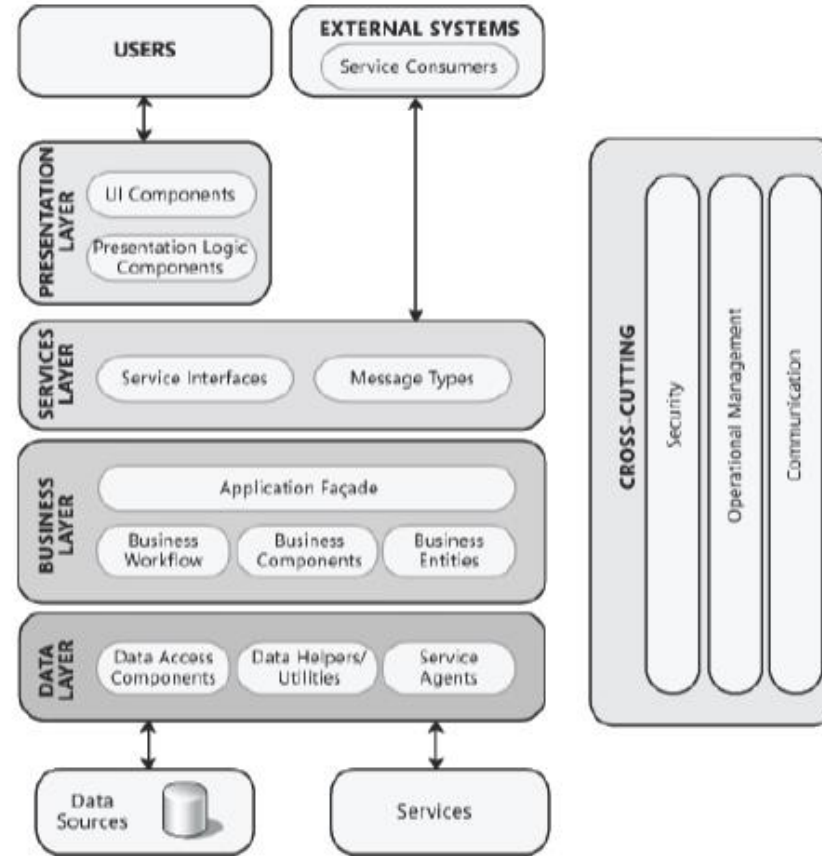 USERS
EXTERNAL SYSTEMS
Service Consumers
PRESENTATION
LAYER
UI Components
Presentation Logic
Components
SERVICES
LAYER
Service Interfaces
Message Types
BUSINESS
LAYER
Application Façade
Business
Workflow
Business
Components
Business
Entities
DATA
LAYER
Data Access
Components
Data Helpers/
Utilities
Service
Agents
Data
Sources
Services
CROSS-CUTTING
Security
Operational Management
Communication